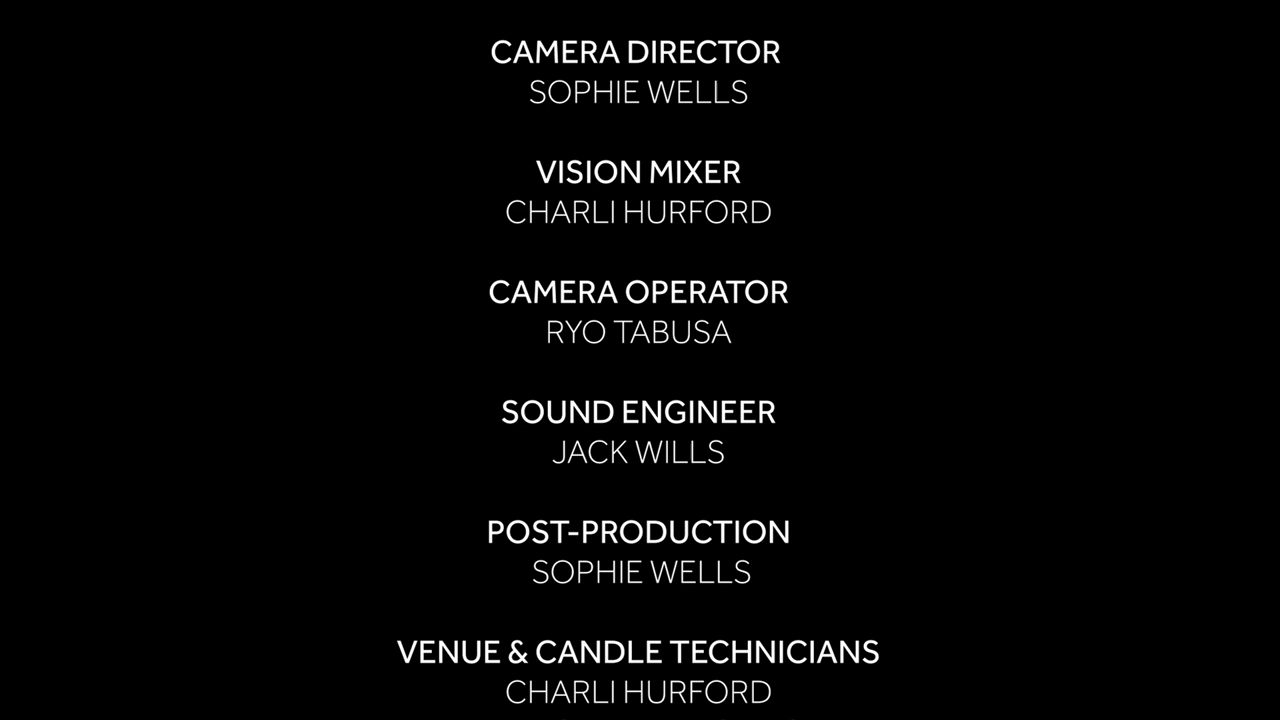 CAMERA DIRECTOR
SOPHIE WELLS
VISION MIXER
CHARLI HURFORD
CAMERA OPERATOR
RYO TABUSA
SOUND ENGINEER
JACK WILLS
POST-PRODUCTION
SOPHIE WELLS
VENUE & CANDLE TECHNICIANS
CHARLI HURFORD